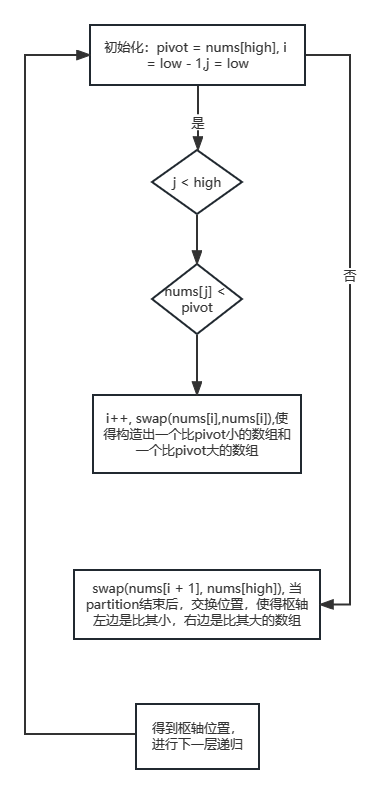 初始化：pivot = nums[high], i
= low - 1,j = low
是
j < high
否
nums[j] <
pivot
i++, swap(nums[i],nums[i]),使
得构造出一个比pivot小的数组和
一个比pivot大的数组
swap(nums[i + 1], nums[high]), 当
partition结束后，交换位置，使得枢轴
左边是比其小，右边是比其大的数组
得到枢轴位置，
进行下一层递归